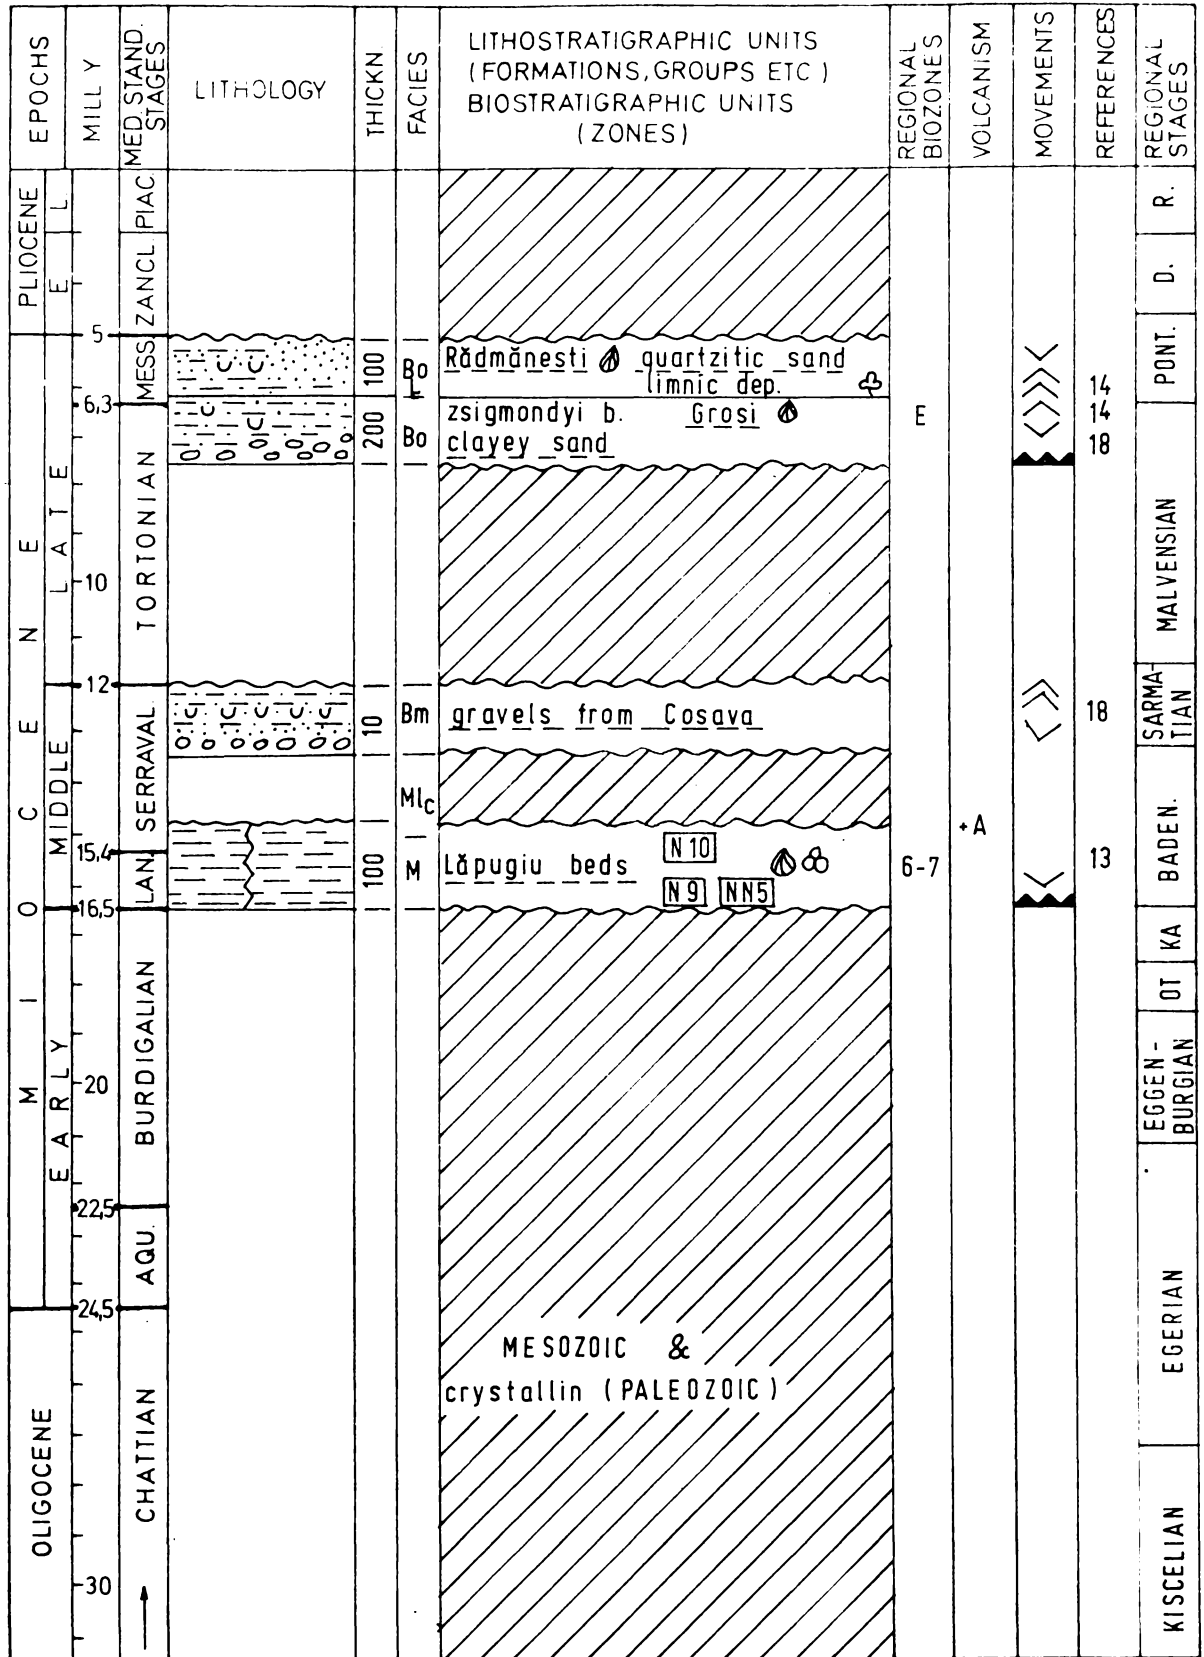 EPOCHS
MILL Y
MED. STAND. STAGES
LITHOLOGY
THICKN
FACIES
LITHOSTRATIGRAPHIC UNITS
(FORMATIONS, GROUPS ETC)
BIOSTRATIGRAPHIC UNITS
(ZONES)
REGIONAL BIOZONES
VOLCANISM
MOVEMENTS
REFERENCES
REGIONAL STAGES
PLIOCENE
E L
PIAC.
ZANCL.
R.
D.
5
MESS
100
Bo
L
Rădmănesti quartzitic sand
limnic dep.
14
PONT.
6,3
200
Bo
zsigmondyi b. Grosi
clayey sand
E
14
18
MIOCENE
LATE
TORTONIAN
10
MALVENSIAN
12
MIDDLE
SERRAVAL
10
Bm
gravels from Cosava
18
SARMA-
TIAN
Mlc
+A
15,4
LAN.
100
M
Lăpugiu beds
N 10
N 9 NN5
6-7
13
BADEN.
16,5
KA
OT
EARLY
BURDIGALIAN
20
EGGEN-
BURGIAN
22,5
AQU.
24,5
EGERIAN
MESOZOIC &
crystallin (PALEOZOIC)
OLIGOCENE
CHATTIAN
30
KISCELIAN